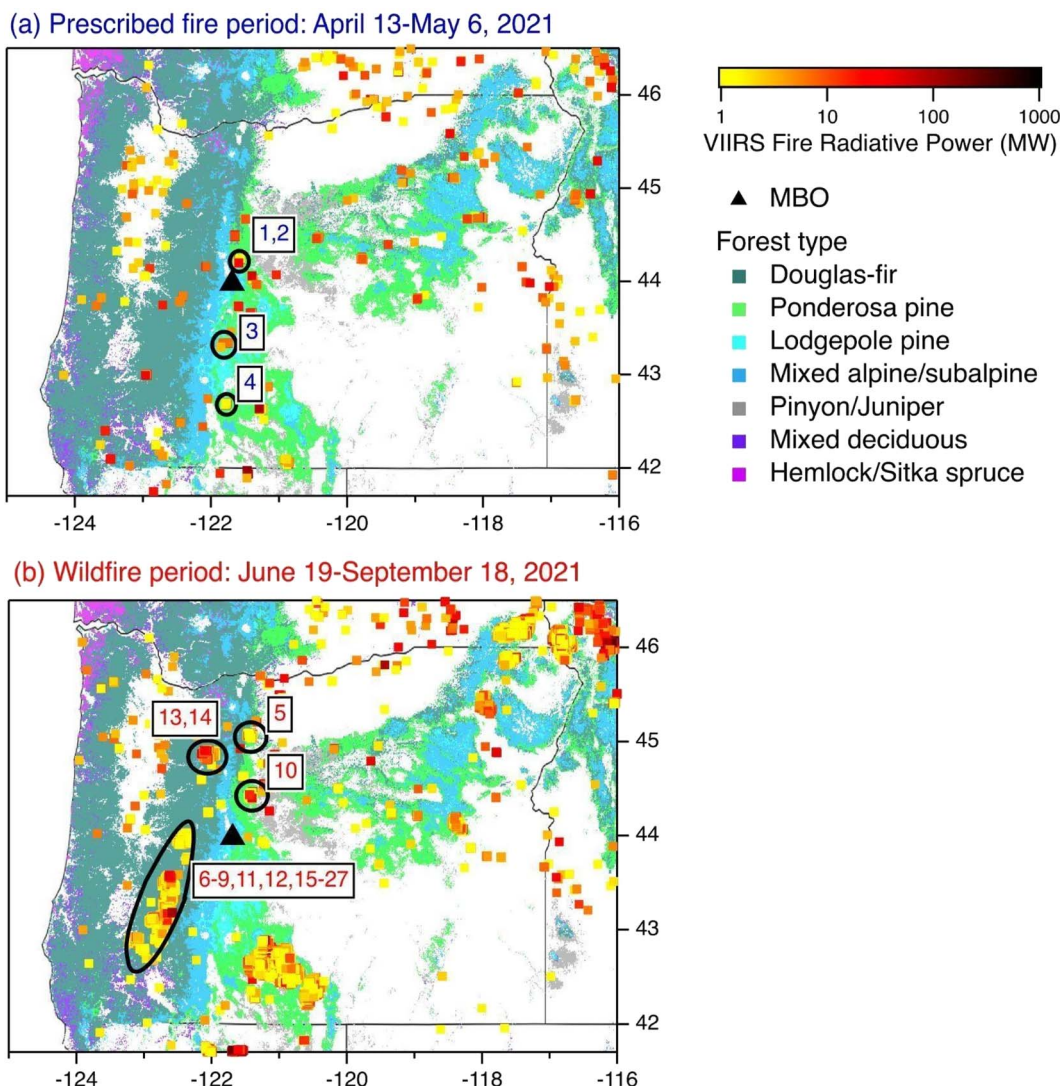 (a) Prescribed fire period: April 13-May 6, 2021
1,2
3
4
46
45
44
43
42
-124
-122
-120
-118
-116
1
10
100
1000
VIIRS Fire Radiative Power (MW)
MBO
Forest type
Douglas-fir
Ponderosa pine
Lodgepole pine
Mixed alpine/subalpine
Pinyon/Juniper
Mixed deciduous
Hemlock/Sitka spruce
(b) Wildfire period: June 19-September 18, 2021
13,14
5
10
6-9,11,12,15-27
46
45
44
43
42
-124
-122
-120
-118
-116